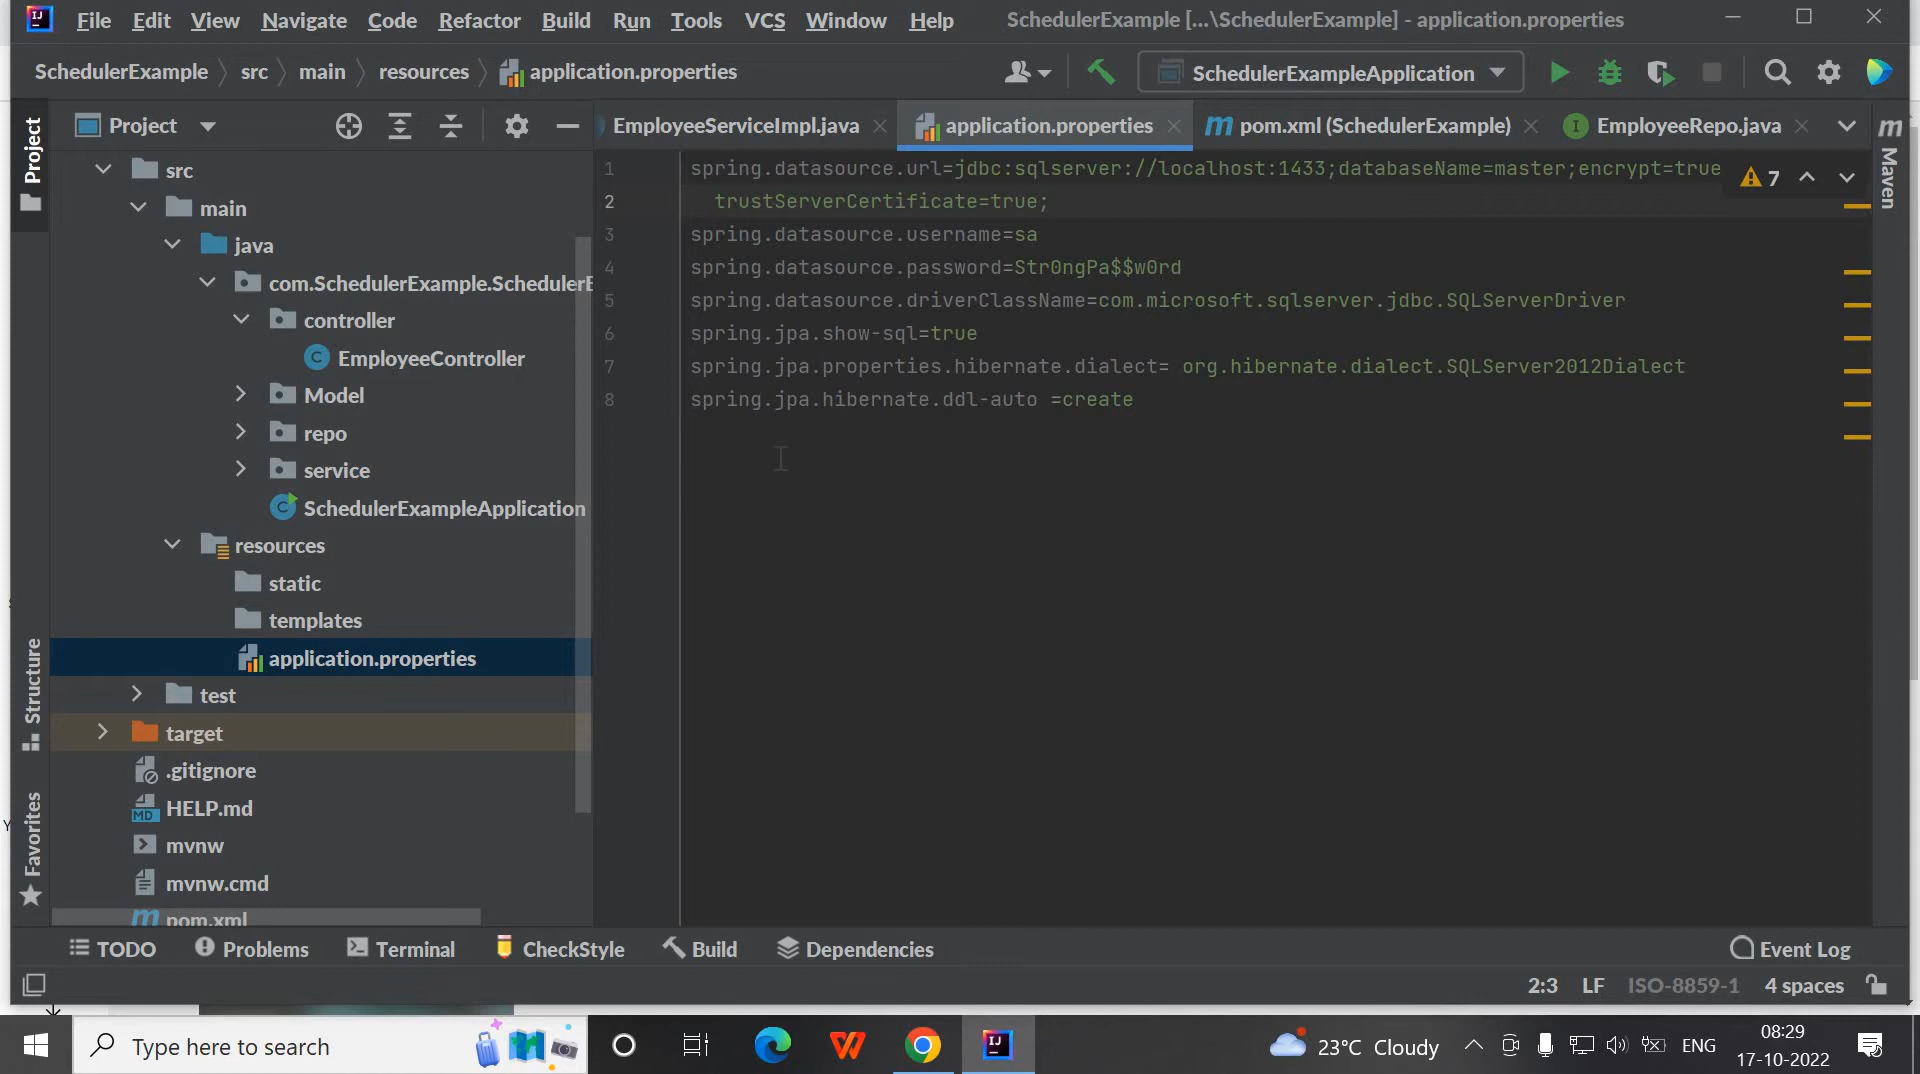 File Edit View Navigate Code Refactor Build Run Tools VCS Window Help SchedulerExample [...\SchedulerExample] - application.properties
SchedulerExample src main resources application.properties SchedulerExampleApplication
Project
EmployeeServiceImpl.java application.properties pom.xml (SchedulerExample) EmployeeRepo.java
Project
Maven
Structure
Favorites
src
main
java
com.SchedulerExample.SchedulerE
controller
EmployeeController
Model
repo
service
SchedulerExampleApplication
resources
static
templates
application.properties
test
target
.gitignore
HELP.md
mvnw
mvnw.cmd
pom.xml
1 spring.datasource.url=jdbc:sqlserver://localhost:1433;databaseName=master;encrypt=true
7
2 trustServerCertificate=true;
3 spring.datasource.username=sa
4 spring.datasource.password=Str0ngPa$$w0rd
5 spring.datasource.driverClassName=com.microsoft.sqlserver.jdbc.SQLServerDriver
6 spring.jpa.show-sql=true
7 spring.jpa.properties.hibernate.dialect= org.hibernate.dialect.SQLServer2012Dialect
8 spring.jpa.hibernate.ddl-auto =create
TODO Problems Terminal CheckStyle Build Dependencies Event Log
2:3 LF ISO-8859-1 4 spaces
Type here to search
23°C Cloudy ENG
08:29
17-10-2022